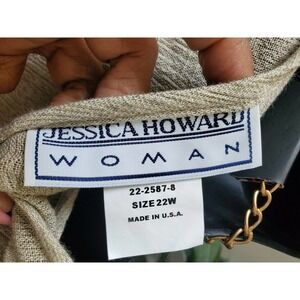 JESSICA HOWARD
WOMAN
22-2587-8
SIZE 22W
MADE IN U.S.A.